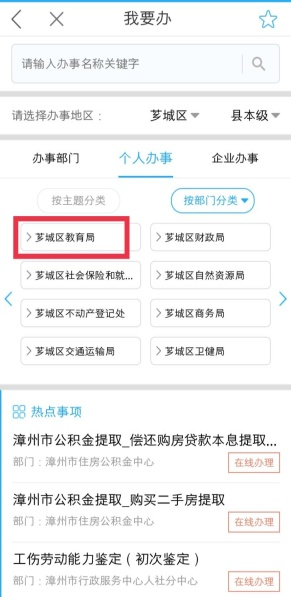 我要办
请输入办事名称关键字
请选择办事地区： 芗城区 县本级
办事部门 个人办事 企业办事
按主题分类 按部门分类
芗城区教育局 芗城区财政局
芗城区社会保险和就... 芗城区自然资源局
芗城区不动产登记处 芗城区商务局
芗城区交通运输局 芗城区卫健局
热点事项
漳州市公积金提取_偿还购房贷款本息提取...
部门：漳州市住房公积金中心 在线办理
漳州市公积金提取_购买二手房提取
部门：漳州市住房公积金中心 在线办理
工伤劳动能力鉴定（初次鉴定）
部门：漳州市行政服务中心人社分中心 在线办理